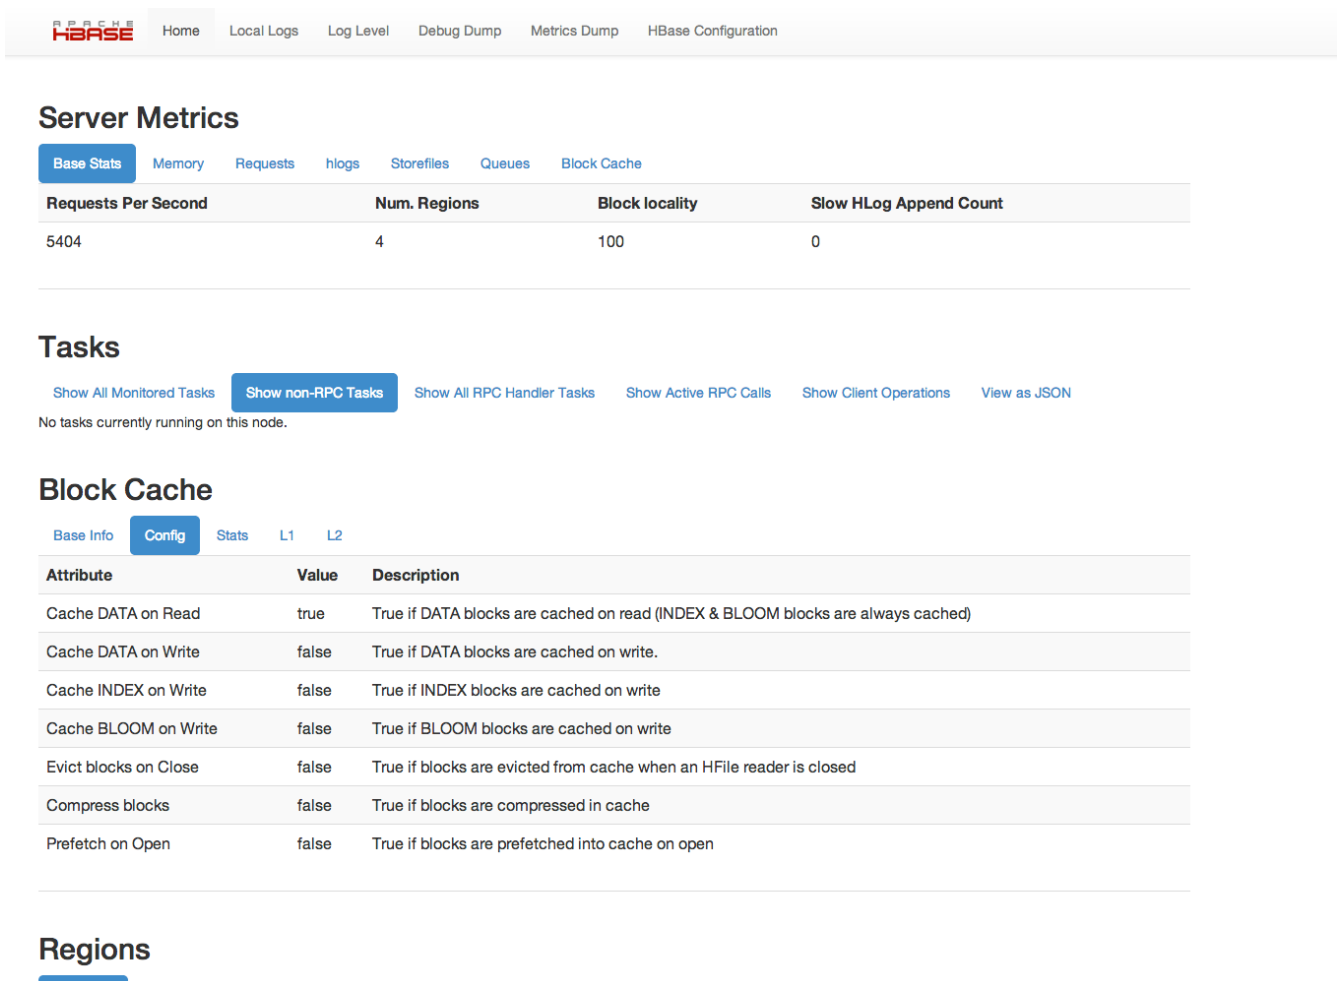 APACHE
HBASE Home Local Logs Log Level Debug Dump Metrics Dump HBase Configuration
Server Metrics
Base Stats Memory Requests hlogs Storefiles Queues Block Cache
Requests Per Second Num. Regions Block locality Slow HLog Append Count
5404 4 100 0
Tasks
Show All Monitored Tasks Show non-RPC Tasks Show All RPC Handler Tasks Show Active RPC Calls Show Client Operations View as JSON
No tasks currently running on this node.
Block Cache
Base Info Config Stats L1 L2
Attribute Value Description
Cache DATA on Read true True if DATA blocks are cached on read (INDEX & BLOOM blocks are always cached)
Cache DATA on Write false True if DATA blocks are cached on write.
Cache INDEX on Write false True if INDEX blocks are cached on write
Cache BLOOM on Write false True if BLOOM blocks are cached on write
Evict blocks on Close false True if blocks are evicted from cache when an HFile reader is closed
Compress blocks false True if blocks are compressed in cache
Prefetch on Open false True if blocks are prefetched into cache on open
Regions